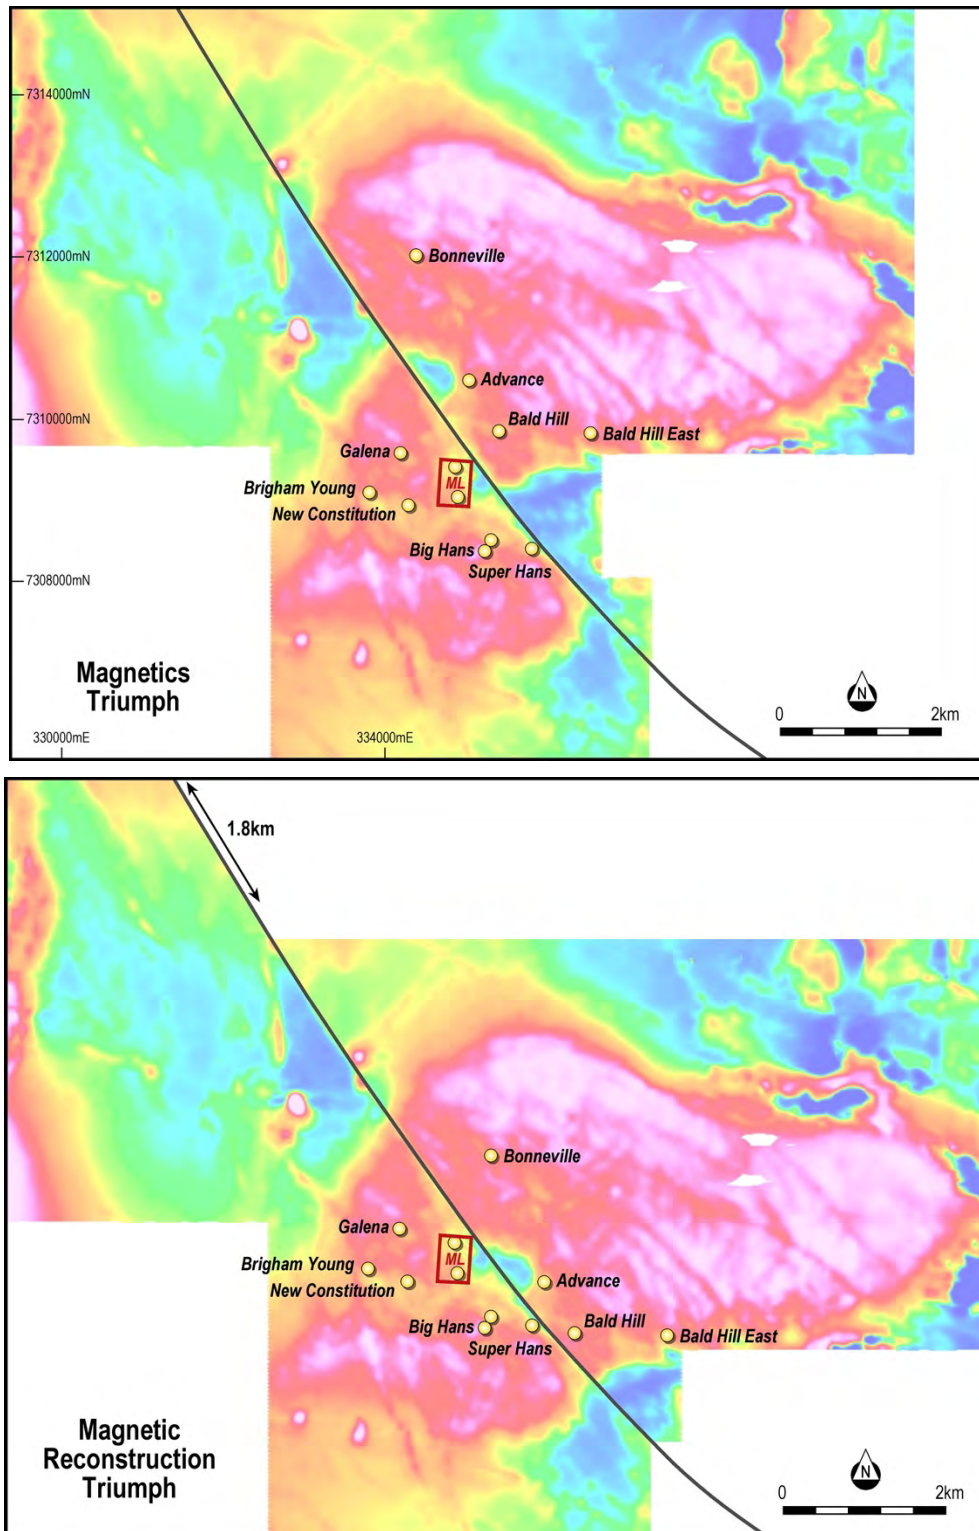 7314000mN
7312000mN
Bonneville
Advance
7310000mN
Bald Hill
Bald Hill East
Galena
ML
Brigham Young
New Constitution
Big Hans
Super Hans
7308000mN
Magnetics
Triumph
N
0 2km
330000mE 334000mE
1.8km
Bonneville
Galena
ML
Brigham Young
New Constitution
Advance
Big Hans
Bald Hill
Super Hans
Bald Hill East
Magnetic
Reconstruction
Triumph
N
0 2km